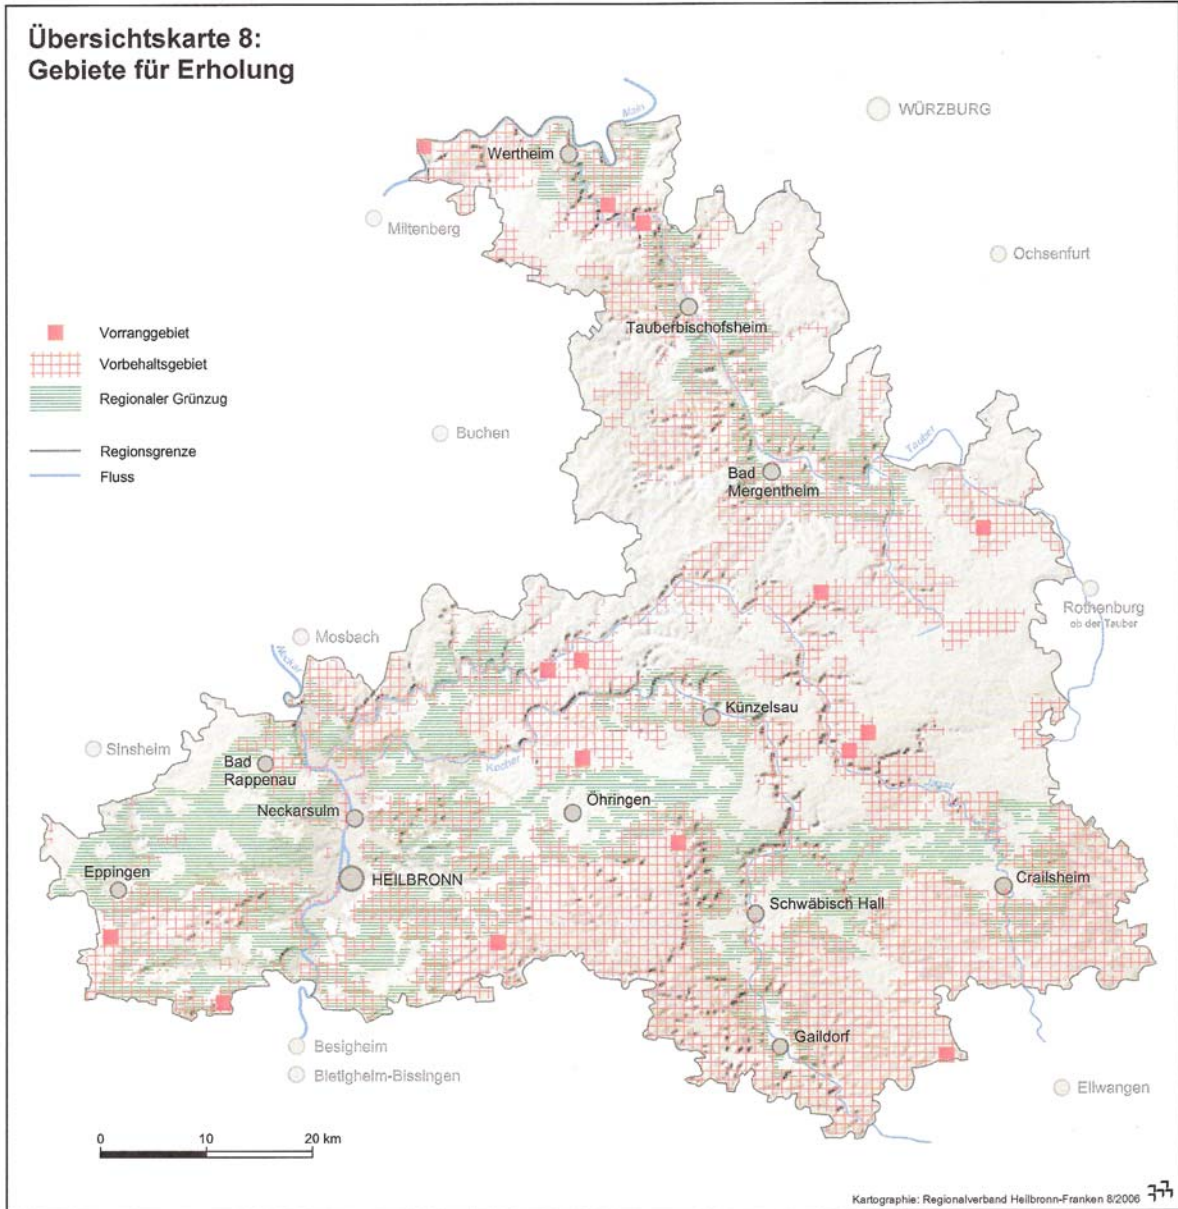 Übersichtskarte 8:
Gebiete für Erholung
Main
WÜRZBURG
Wertheim
Miltenberg
Ochsenfurt
Tauberbischofsheim
Vorranggebiet
Vorbehaltsgebiet
Regionaler Grünzug
Regionsgrenze
Fluss
Buchen
Tauber
Bad
Mergentheim
Rothenburg
ob der Tauber
Mosbach
Neckar
Künzelsau
Sinsheim
Bad
Rappenau
Kocher
Jagst
Neckarsulm
Öhringen
Eppingen
HEILBRONN
Crailsheim
Schwäbisch Hall
Gaildorf
Besigheim
Bietigheim-Bissingen
Ellwangen
0 10 20 km
Kartographie: Regionalverband Heilbronn-Franken 8/2006